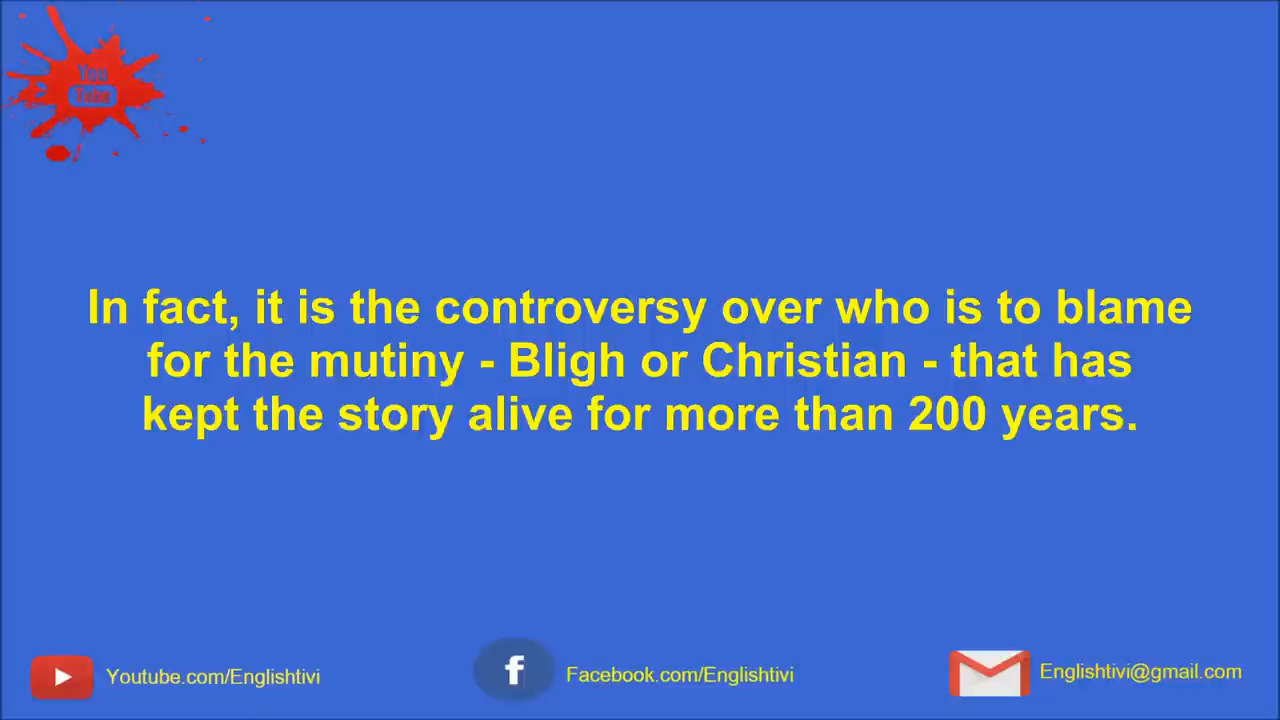 You
Tube
In fact, it is the controversy over who is to blame
for the mutiny - Bligh or Christian - that has
kept the story alive for more than 200 years.
Youtube.com/Englishtivi
f
Facebook.com/Englishtivi
Englishtivi@gmail.com